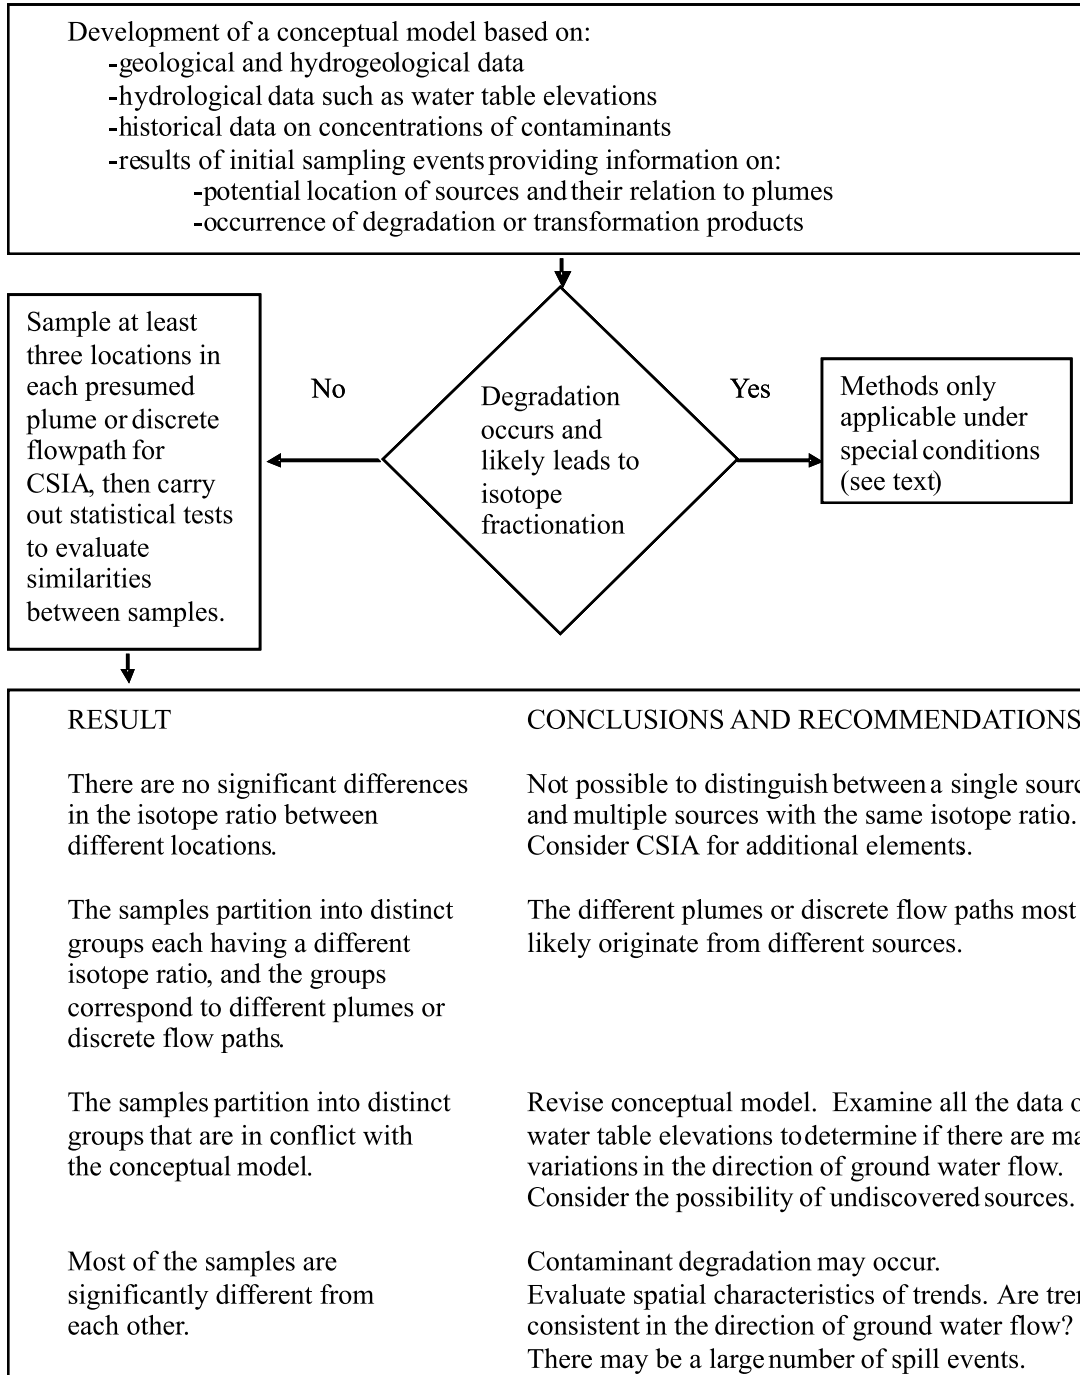 Development of a conceptual model based on:
-geological and hydrogeological data
-hydrological data such as water table elevations
-historical data on concentrations of contaminants
-results of initial sampling events providing information on:
-potential location of sources and their relation to plumes
-occurrence of degradation or transformation products
Sample at least
three locations in
each presumed
plume or discrete
flowpath for
CSIA, then carry
out statistical tests
to evaluate
similarities
between samples.
No
Degradation
occurs and
likely leads to
isotope
fractionation
Yes
Methods only
applicable under
special conditions
(see text)
RESULT
CONCLUSIONS AND RECOMMENDATIONS
There are no significant differences
in the isotope ratio between
different locations.
Not possible to distinguish between a single
and multiple sources with the same isotope ratio.
Consider CSIA for additional elements.
The samples partition into distinct
groups each having a different
isotope ratio, and the groups
correspond to different plumes or
discrete flow paths.
The different plumes or discrete flow paths most
likely originate from different sources.
The samples partition into distinct
groups that are in conflict with
the conceptual model.
Revise conceptual model. Examine all the data
water table elevations to determine if there are
variations in the direction of ground water flow.
Consider the possibility of undiscovered sources.
Most of the samples are
significantly different from
each other.
Contaminant degradation may occur.
Evaluate spatial characteristics of trends. Are
consistent in the direction of ground water flow?
There may be a large number of spill events.